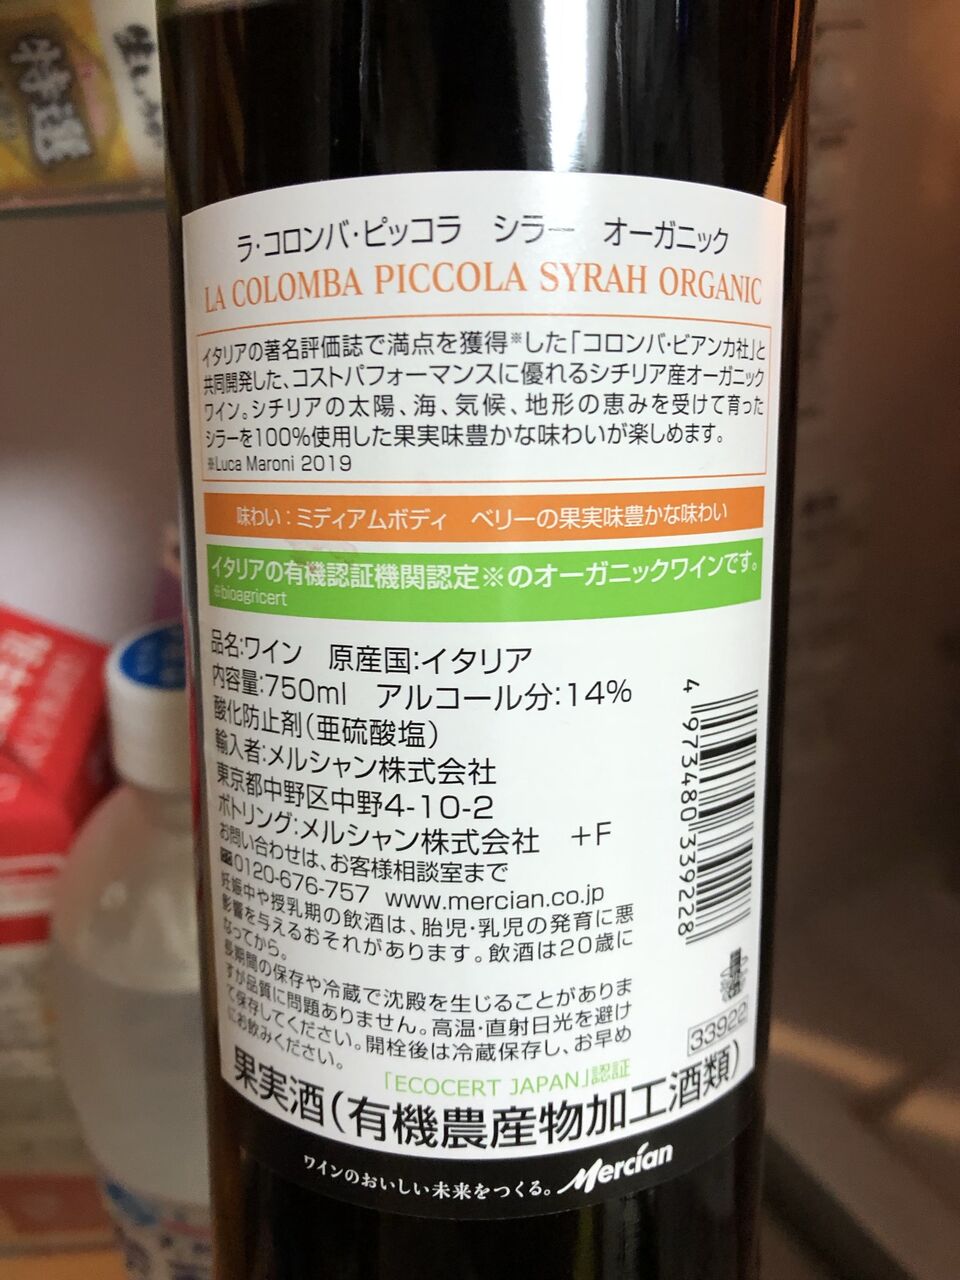 ラ・コロンバ・ピッコラ シラー オーガニック
LA COLOMBA PICCOLA SYRAH ORGANIC
イタリアの著名評価誌で満点を獲得※した「コロンバ・ビアンカ社」と
共同開発した、コストパフォーマンスに優れるシチリア産オーガニック
ワイン。シチリアの太陽、海、気候、地形の恵みを受けて育った
シラーを100%使用した果実味豊かな味わいが楽しめます。
※Luca Maroni 2019
味わい：ミディアムボディ ベリーの果実味豊かな味わい
イタリアの有機認証機関認定※のオーガニックワインです。
※bioagricert
品名：ワイン 原産国：イタリア
内容量：750ml アルコール分：14%
酸化防止剤（亜硫酸塩）
輸入者：メルシャン株式会社
東京都中野区中野4-10-2
ボトリング：メルシャン株式会社 +F
お問い合わせは、お客様相談室まで
0120-676-757 www.mercian.co.jp
妊娠中や授乳期の飲酒は、胎児・乳児の発育に悪
影響を与えるおそれがあります。飲酒は20歳に
なってから。
長期間の保存や冷蔵で沈殿を生じることがありま
すが品質に問題ありません。高温・直射日光を避け
て保存してください。開栓後は冷蔵保存し、お早め
にお飲みください。
4 973480 339228
33922
「ECOCERT JAPAN」認証
果実酒（有機農産物加工酒類）
ワインのおいしい未来をつくる。 Mercian